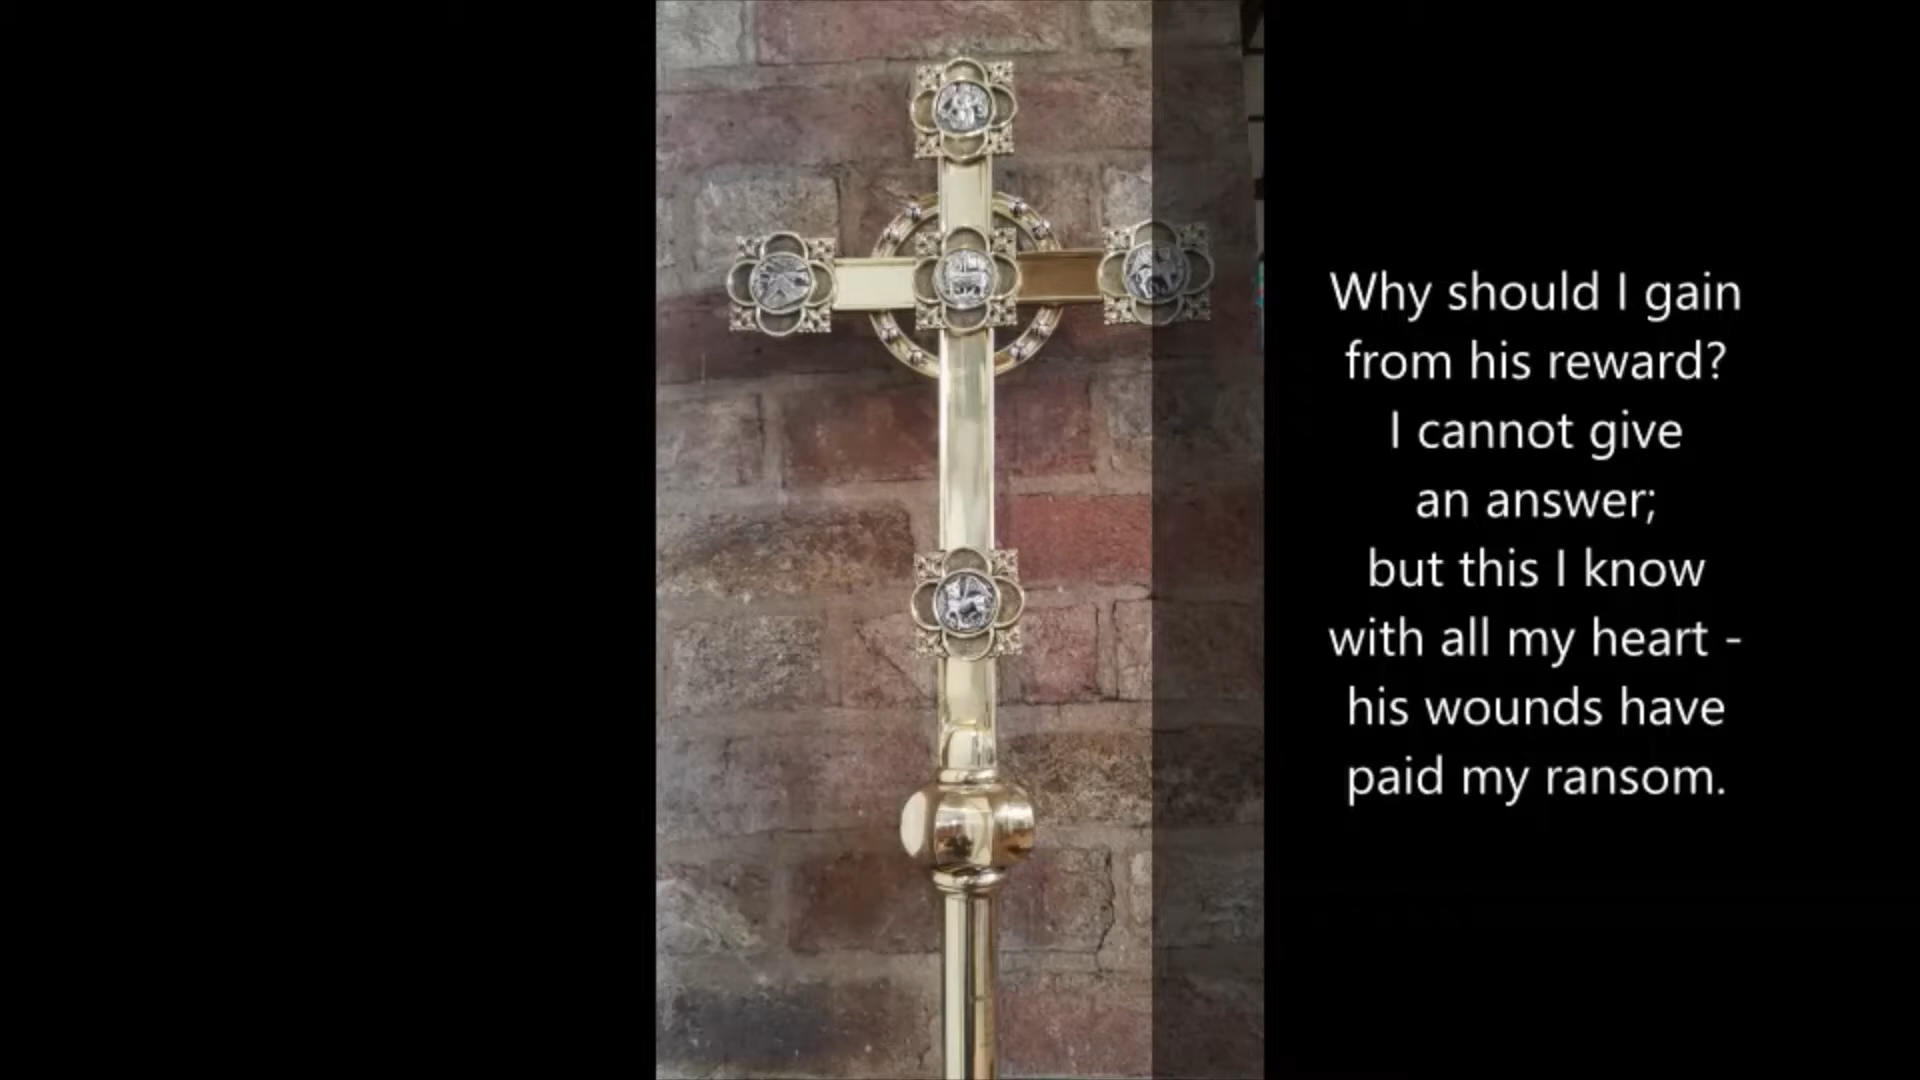 Why should I gain
from his reward?
I cannot give
an answer;
but this I know
with all my heart -
his wounds have
paid my ransom.